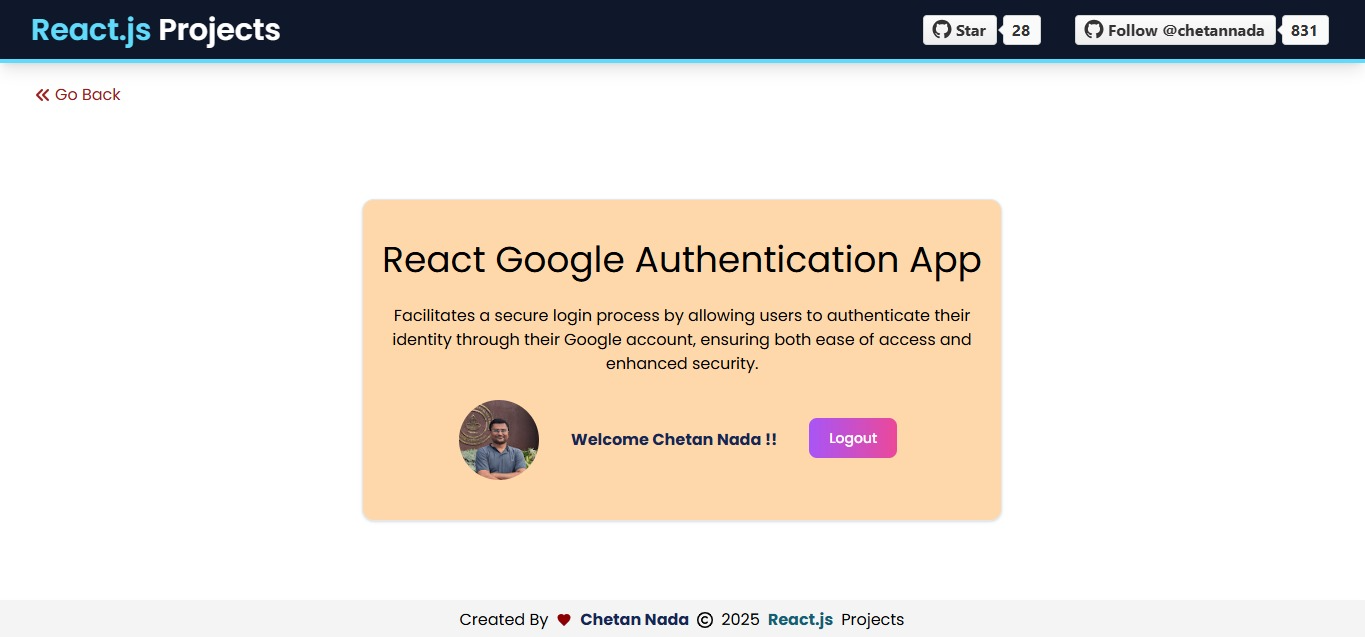 React.js Projects
Star 28
Follow @chetannada 831
Go Back
React Google Authentication App
Facilitates a secure login process by allowing users to authenticate their
identity through their Google account, ensuring both ease of access and
enhanced security.
Welcome Chetan Nada !!
Logout
Created By Chetan Nada © 2025 React.js Projects